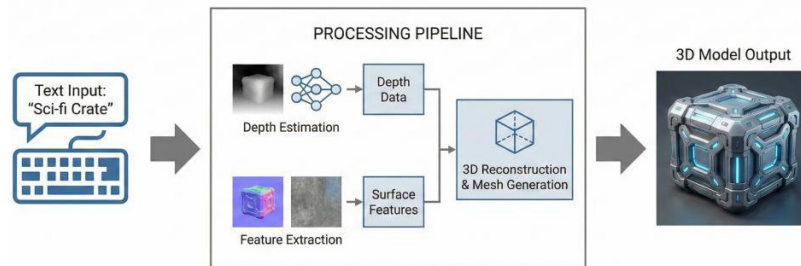 Text Input:
“Sci-fi Crate”
PROCESSING PIPELINE
Depth Estimation
Depth
Data
Feature Extraction
Surface
Features
3D Reconstruction
& Mesh Generation
3D Model Output